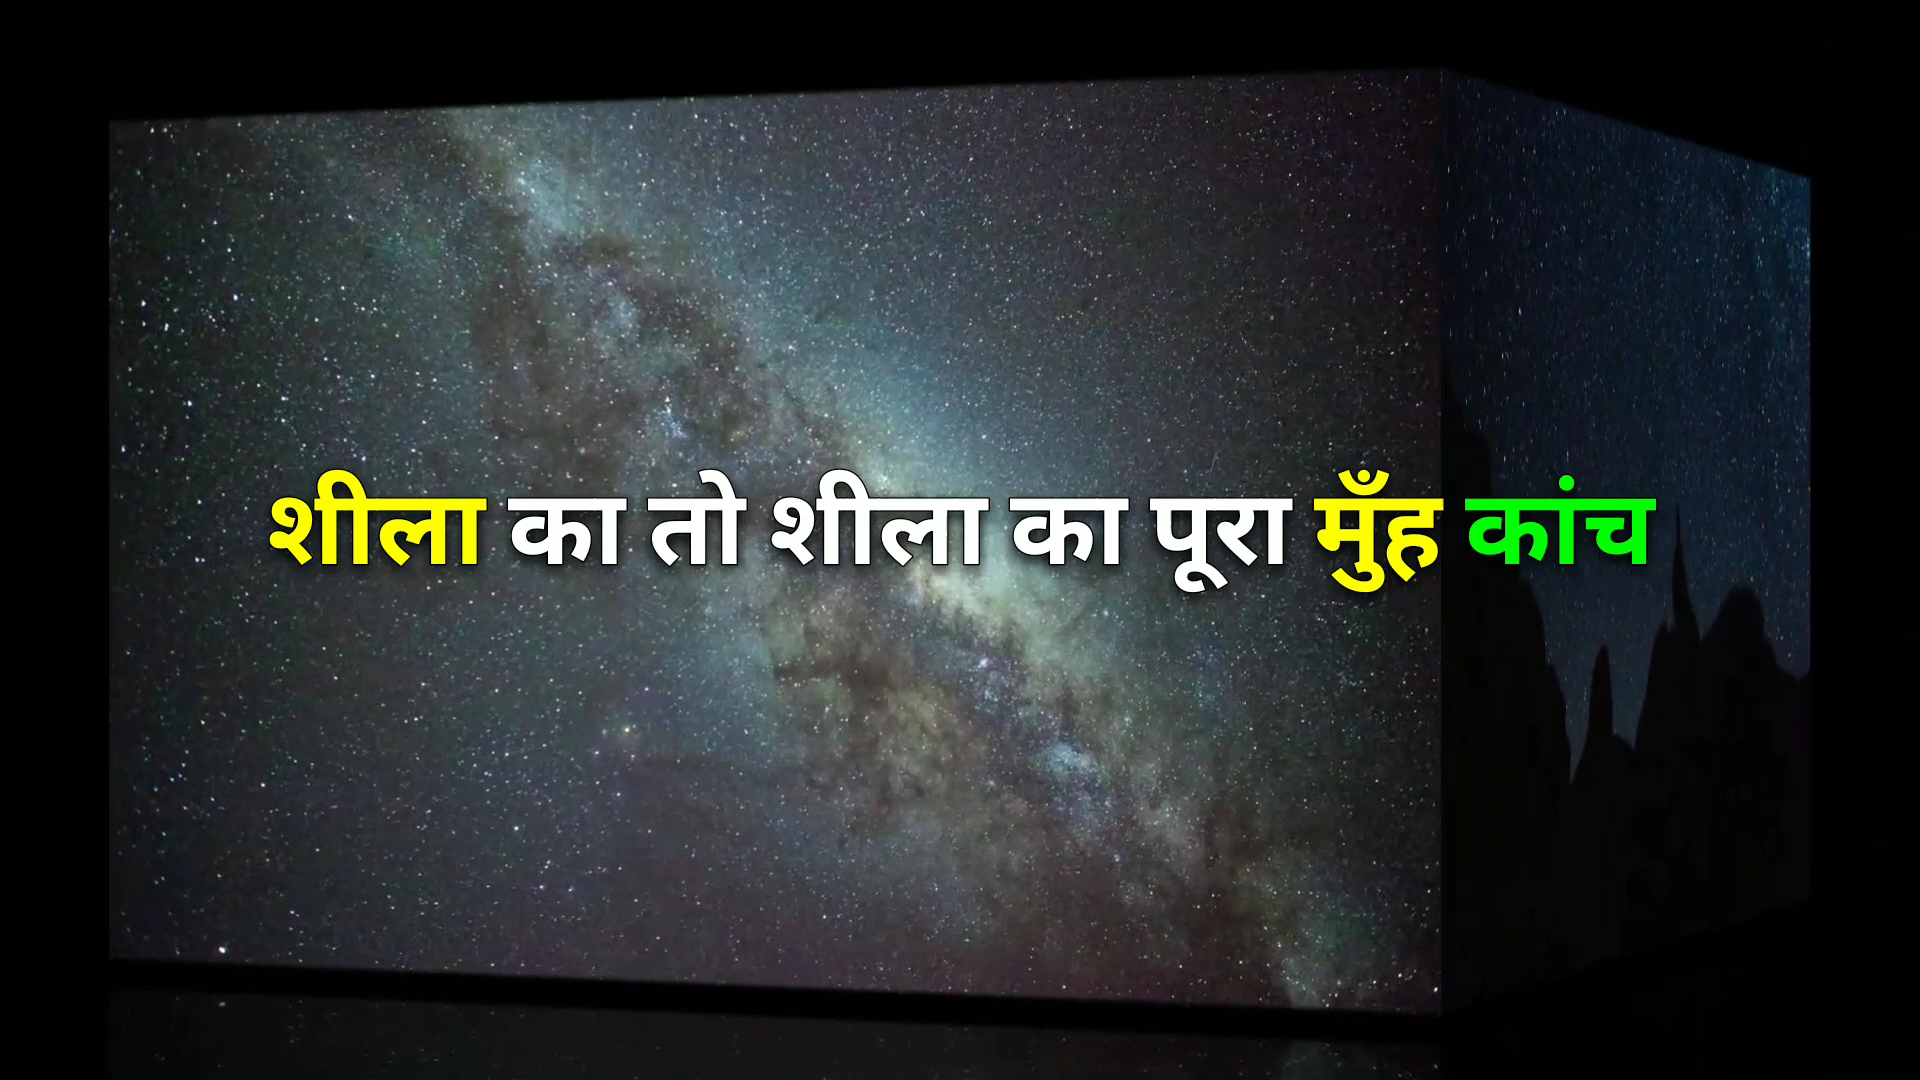 शीला का तो शीला का पूरा मुँह कांच